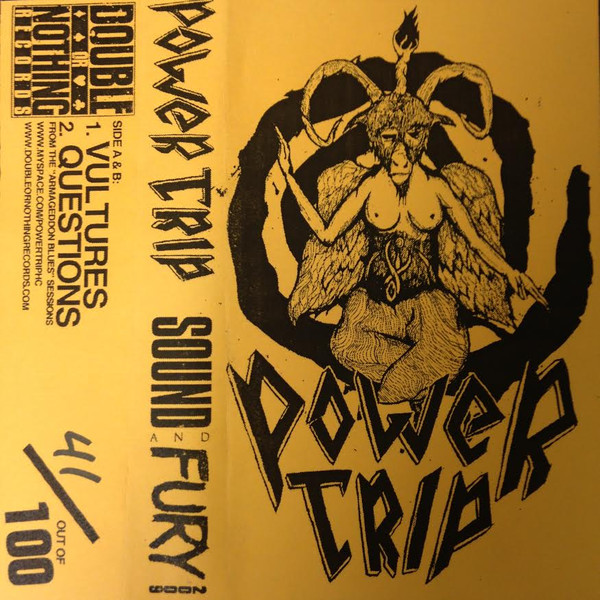 DOUBLE
OR
NOTHING
RECORDS
SIDE A & B:
1. VULTURES
2. QUESTIONS
FROM THE "ARMAGEDDON BLUES" SESSIONS
WWW.MYSPACE.COM/POWERTRIPHC
WWW.DOUBLEORNOTHINGRECORDS.COM
41/
OUT OF
100
POWER TRIP
SOUND
AND
FURY
2009
POWER
TRIP